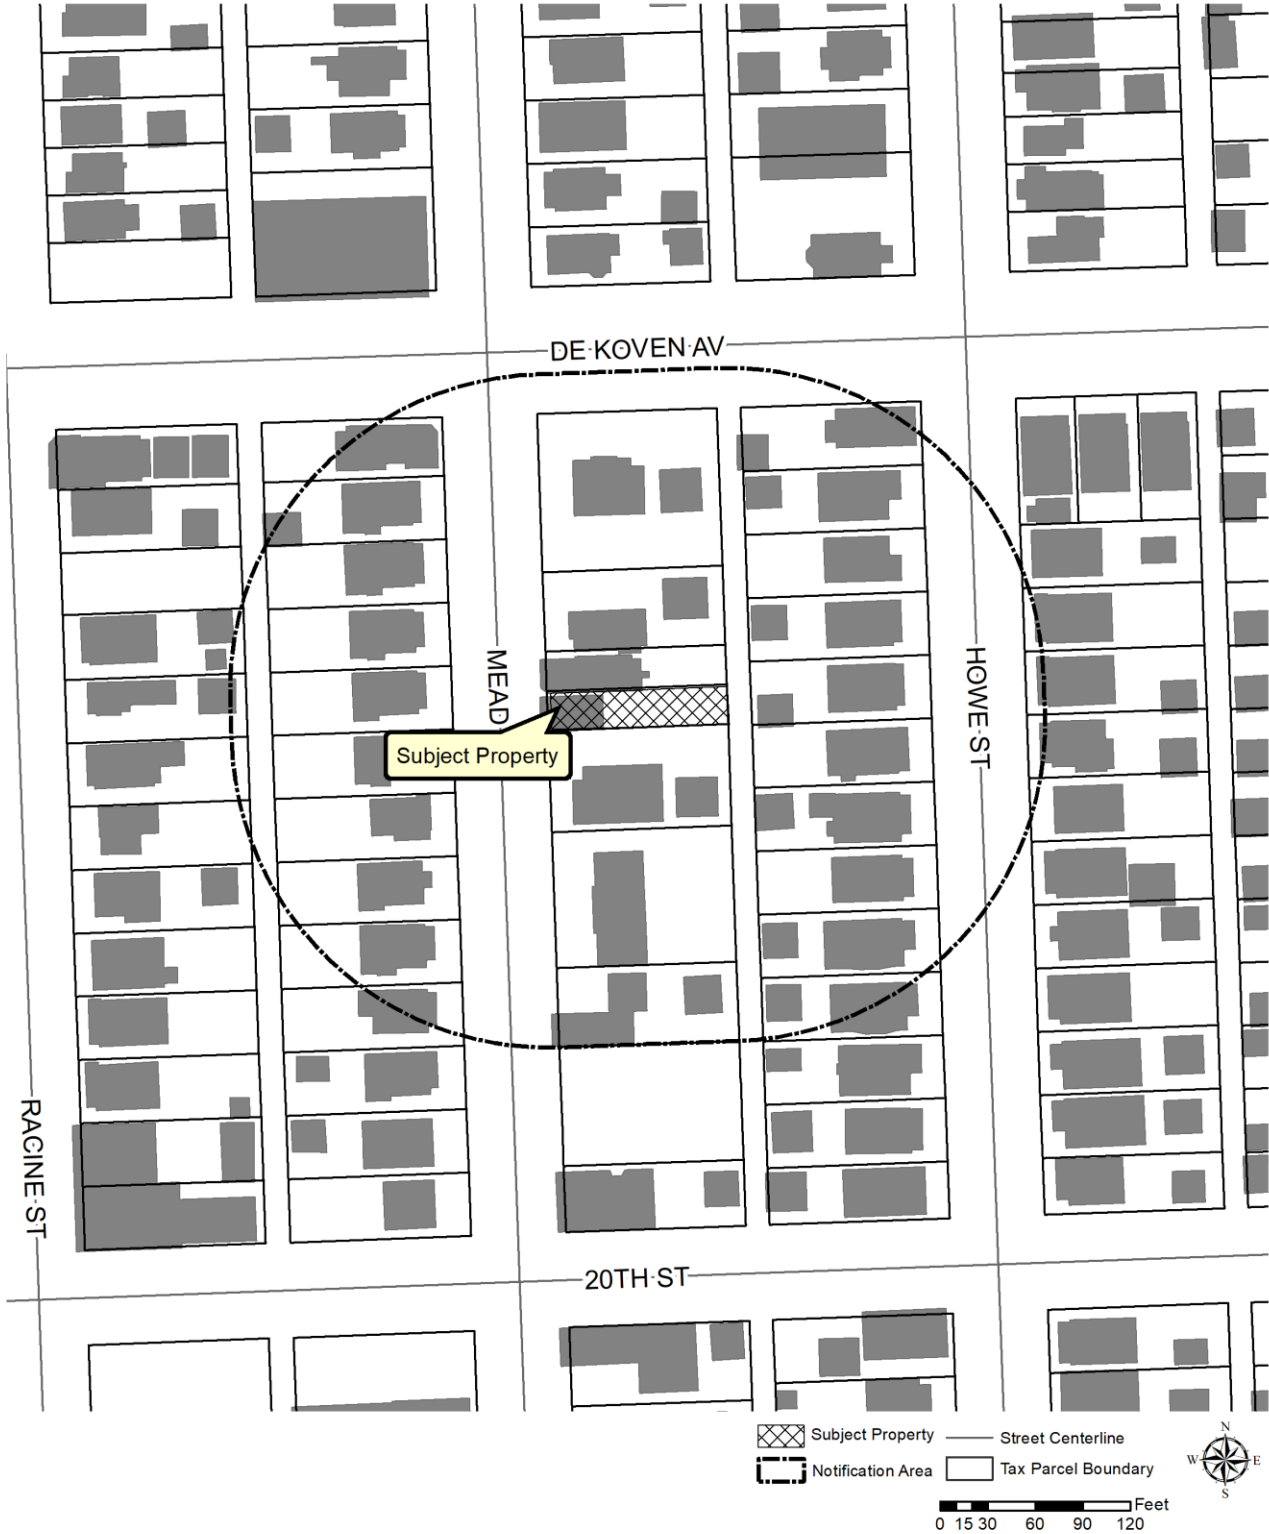 DE KOVEN AV
MEAD
HOWE ST
Subject Property
RACINE ST
20TH ST
Subject Property
Street Centerline
Notification Area
Tax Parcel Boundary
N
W
E
S
Feet
0 15 30 60 90 120